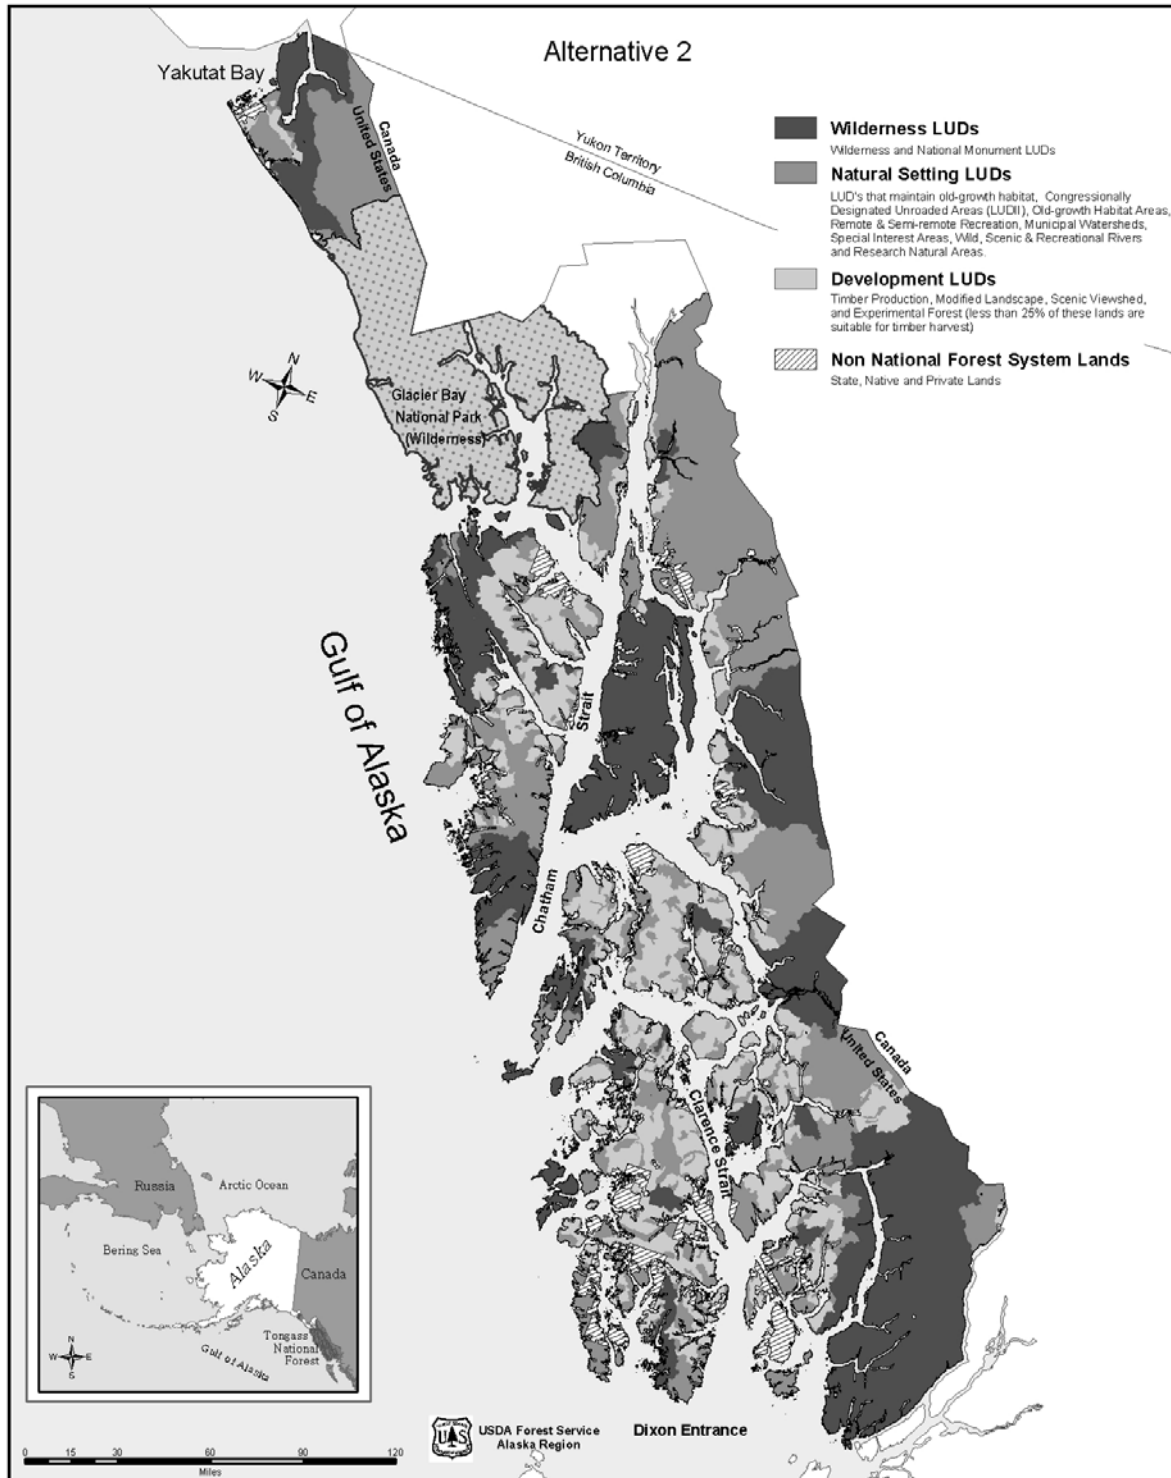 Alternative 2
Yakutat Bay
Canada
United States
Yukon Territory
British Columbia
Wilderness LUDs
Wilderness and National Monument LUDs
Natural Setting LUDs
LUD's that maintain old-growth habitat, Congressionally
Designated Unroaded Areas (LUDII), Old-growth Habitat Areas,
Remote & Semi-remote Recreation, Municipal Watersheds,
Special Interest Areas, Wild, Scenic & Recreational Rivers
and Research Natural Areas.
Development LUDs
Timber Production, Modified Landscape, Scenic Viewshed,
and Experimental Forest (less than 25% of these lands are
suitable for timber harvest)
Non National Forest System Lands
State, Native and Private Lands
N
W
E
S
Glacier Bay
National Park
(Wilderness)
Gulf of Alaska
Strait
Chatham
Canada
United States
Clarence Strait
Russia
Arctic Ocean
Bering Sea
Alaska
Canada
Tongass
National
Forest
Gulf of Alaska
N
W
E
S
USDA Forest Service
Alaska Region
Dixon Entrance
0 15 30 60 90 120
Miles